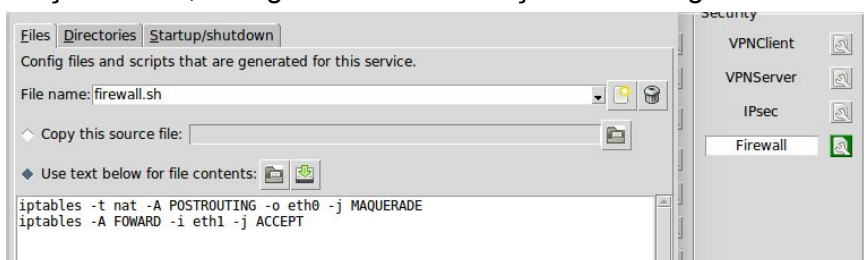 Files Directories Startup/shutdown
Config files and scripts that are generated for this service.
File name: firewall.sh
Copy this source file:
Use text below for file contents:
iptables -t nat -A POSTROUTING -o eth0 -j MAQUERADE
iptables -A FOWARD -i eth1 -j ACCEPT
Security
VPNClient
VPNServer
IPsec
Firewall